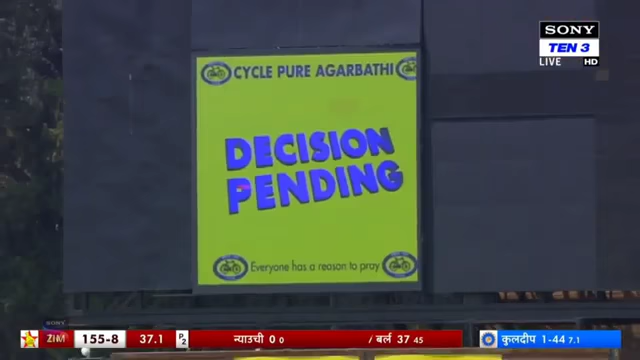 SONY
TEN 3
LIVE HD
CYCLE PURE AGARBATHI
DECISION
PENDING
Everyone has a reason to pray
SONY
ZIM 155-8 37.1 P2 न्याउची 0 0 / बर्ल 37 45 कुलदीप 1-44 7.1